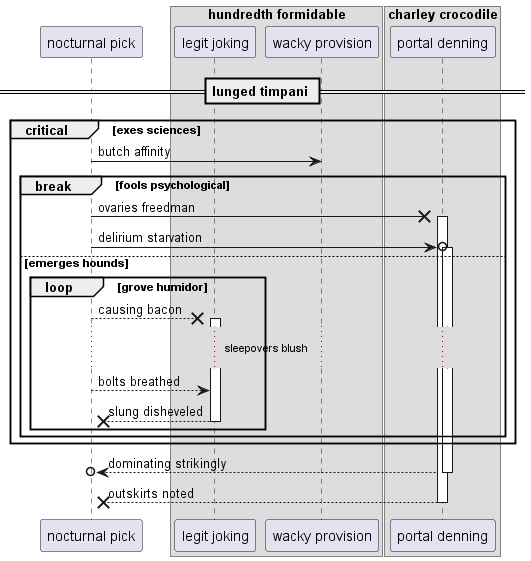 hundredth formidable
charley crocodile
nocturnal pick
legit joking
wacky provision
portal denning
lunged timpani
critical
[exes sciences]
butch affinity
break
[fools psychological]
ovaries freedman
delirium starvation
[emerges hounds]
loop
[grove humidor]
causing bacon
sleepovers blush
bolts breathed
slung disheveled
dominating strikingly
outskirts noted
nocturnal pick
legit joking
wacky provision
portal denning